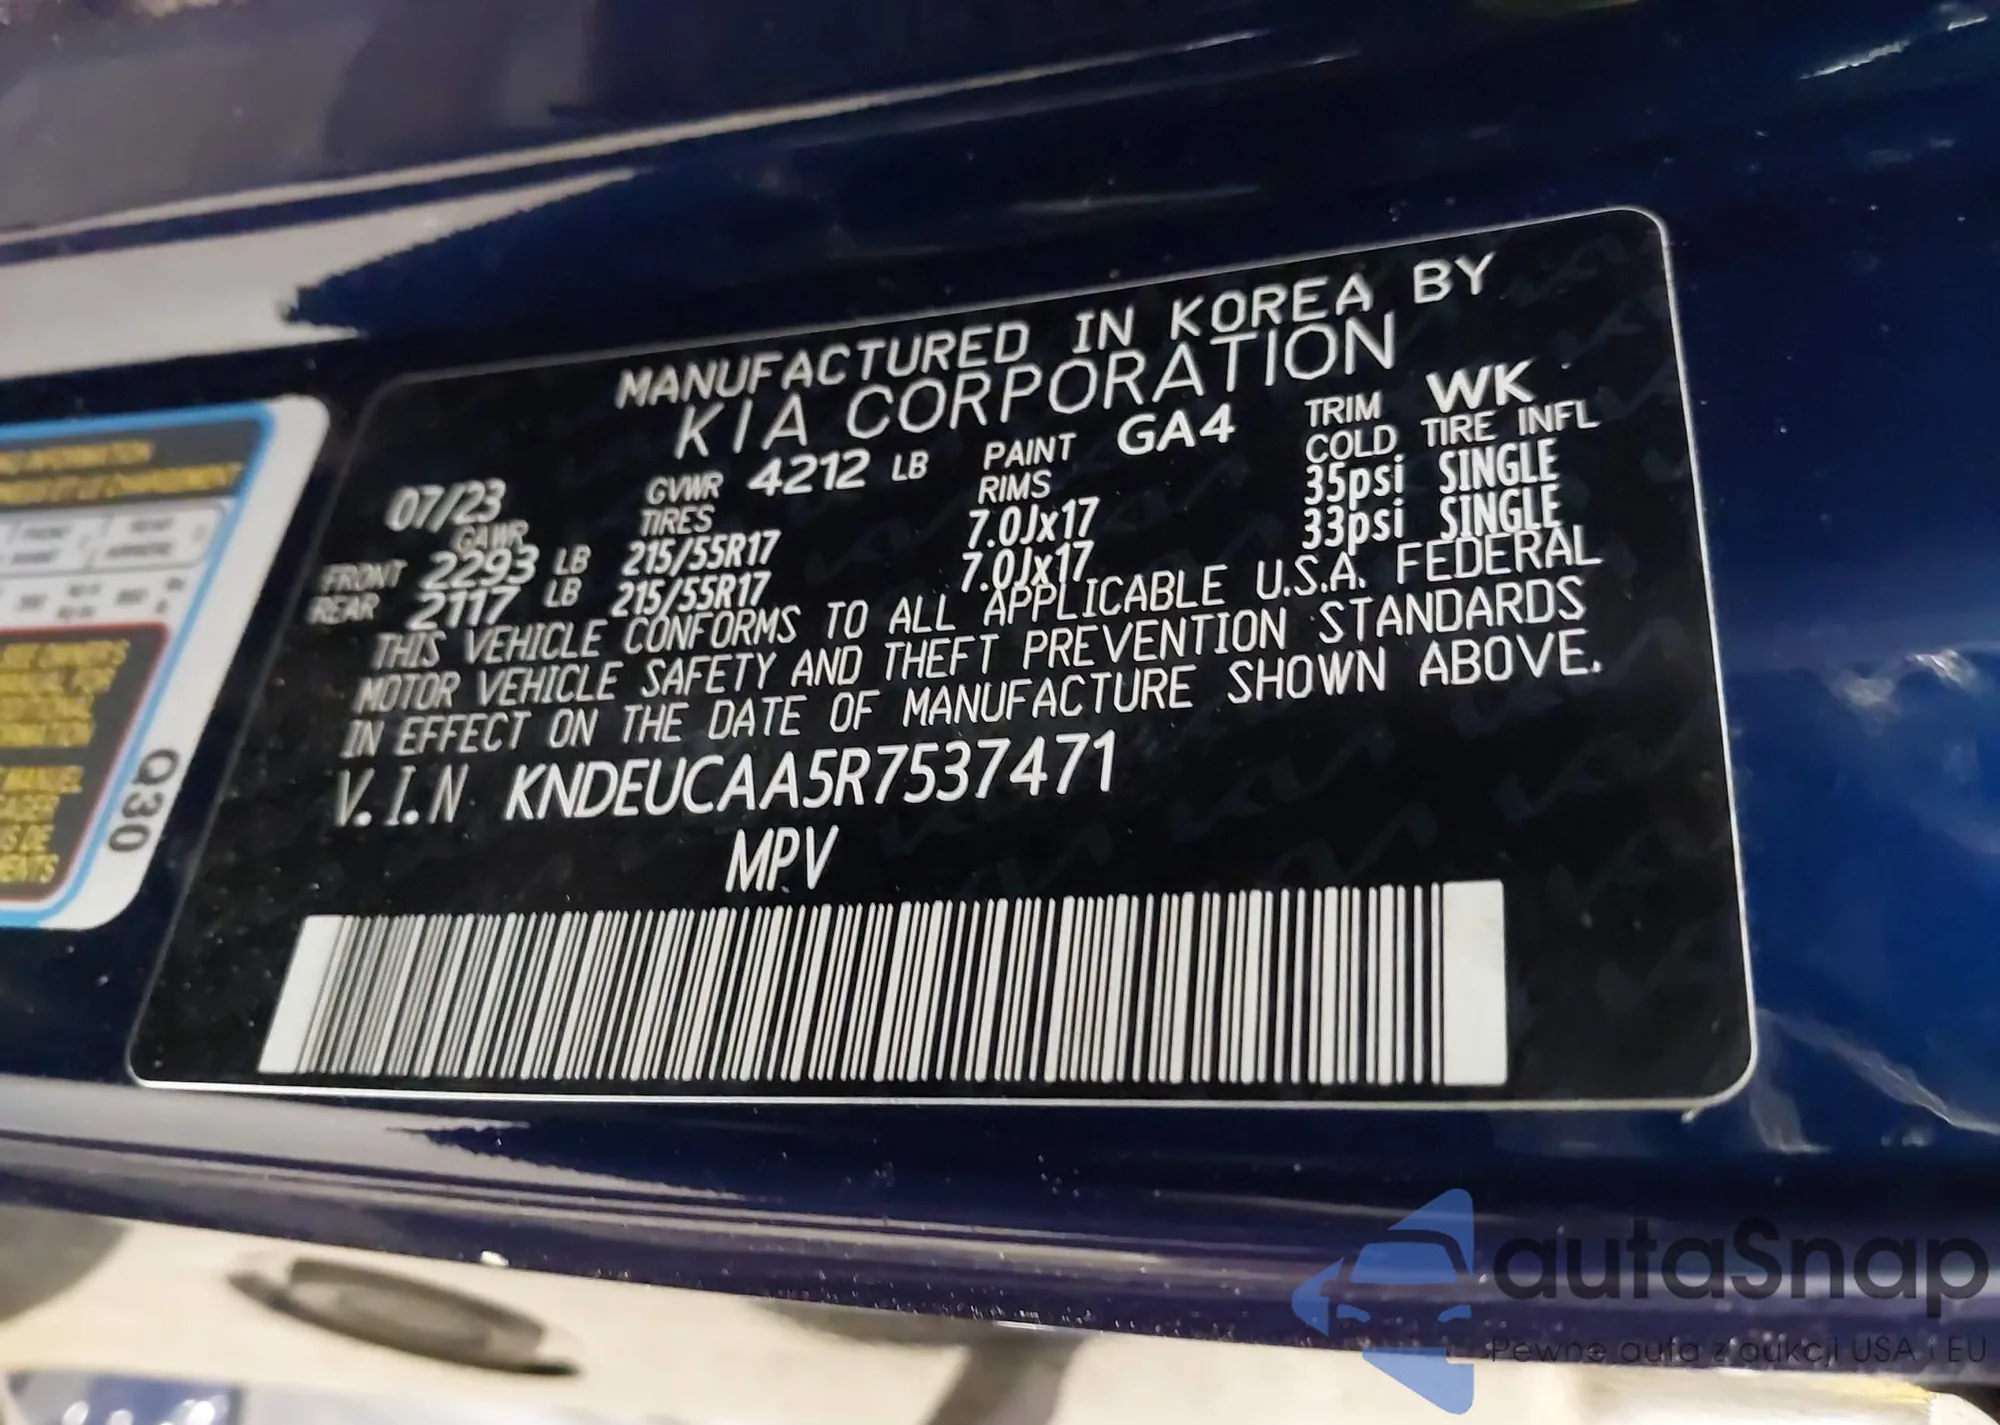 MANUFACTURED IN KOREA BY
KIA CORPORATION
07/23 GVWR 4212 LB PAINT GA4 TRIM WK
GAWR TIRES RIMS COLD TIRE INFL
FRONT 2293 LB 215/55R17 7.0Jx17 35psi SINGLE
REAR 2117 LB 215/55R17 7.0Jx17 33psi SINGLE
THIS VEHICLE CONFORMS TO ALL APPLICABLE U.S.A. FEDERAL
MOTOR VEHICLE SAFETY AND THEFT PREVENTION STANDARDS
IN EFFECT ON THE DATE OF MANUFACTURE SHOWN ABOVE.
V.I.N KNDEUCAA5R7537471
MPV
Q30
autaSnap
Pewne auta z aukcji USA i EU